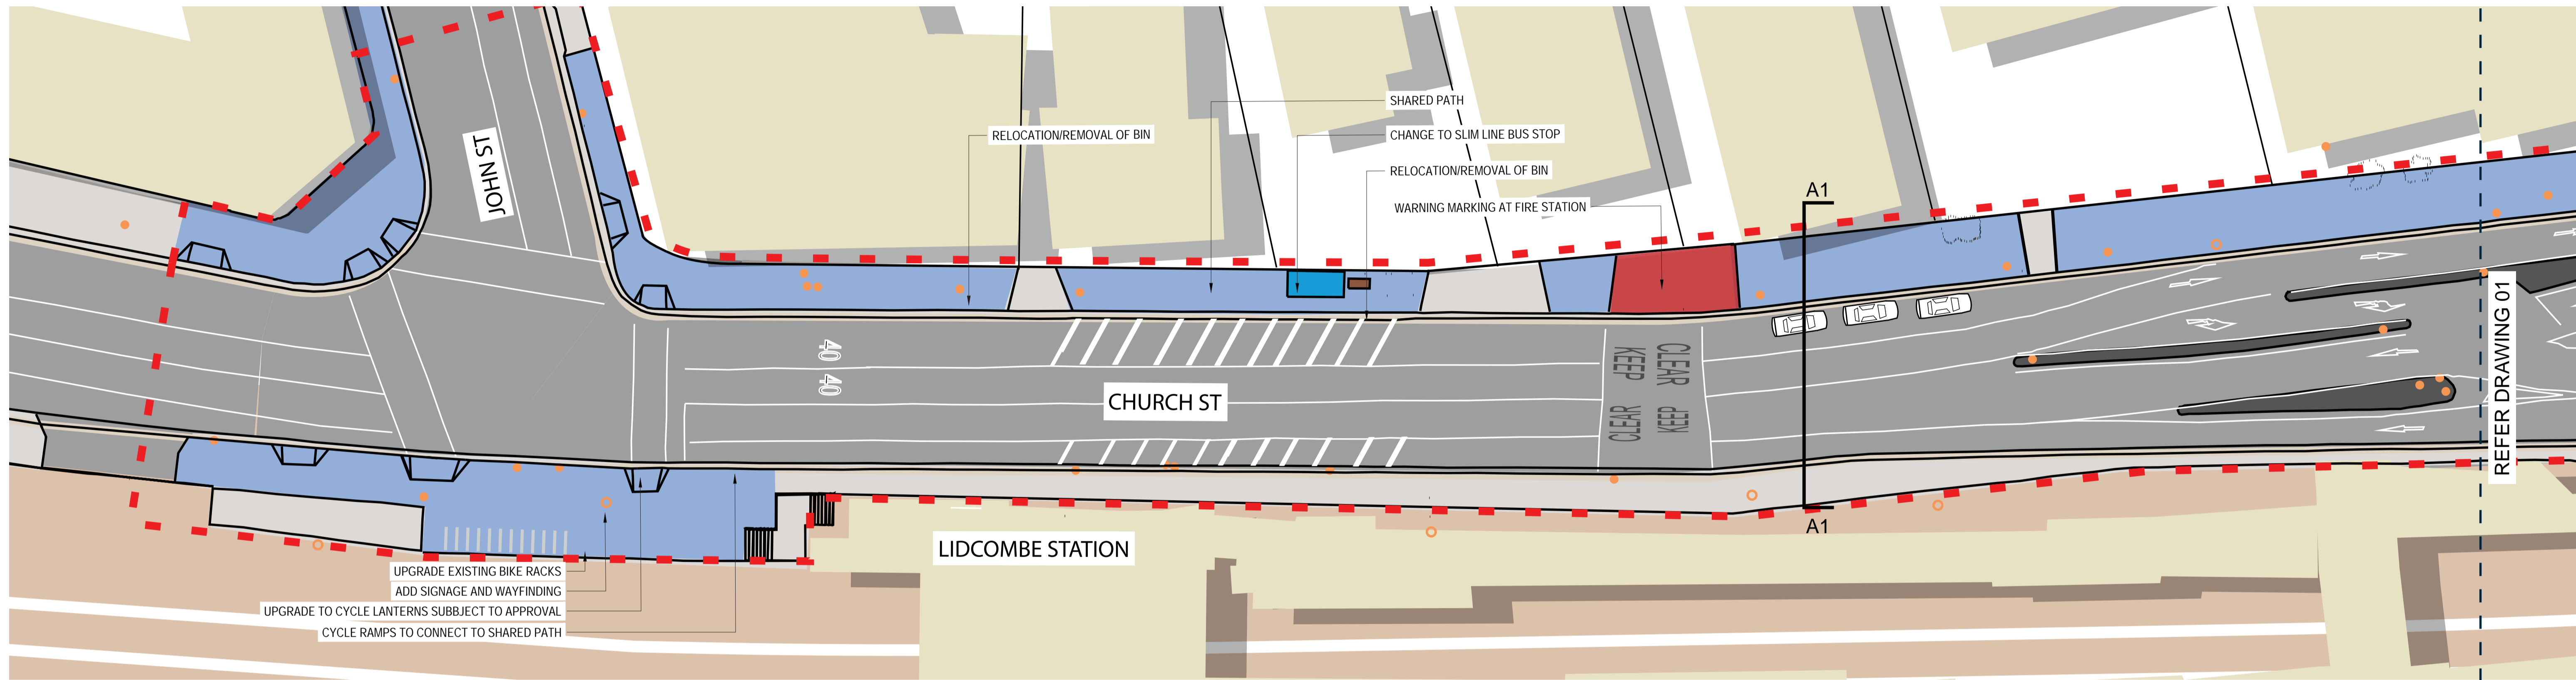 JOHN ST
RELOCATION/REMOVAL OF BIN
SHARED PATH
CHANGE TO SLIM LINE BUS STOP
RELOCATION/REMOVAL OF BIN
WARNING MARKING AT FIRE STATION
A1
40
40
CHURCH ST
KEEP
CLEAR
CLEAR
KEEP
A1
REFER DRAWING 01
LIDCOMBE STATION
UPGRADE EXISTING BIKE RACKS
ADD SIGNAGE AND WAYFINDING
UPGRADE TO CYCLE LANTERNS SUBBJECT TO APPROVAL
CYCLE RAMPS TO CONNECT TO SHARED PATH